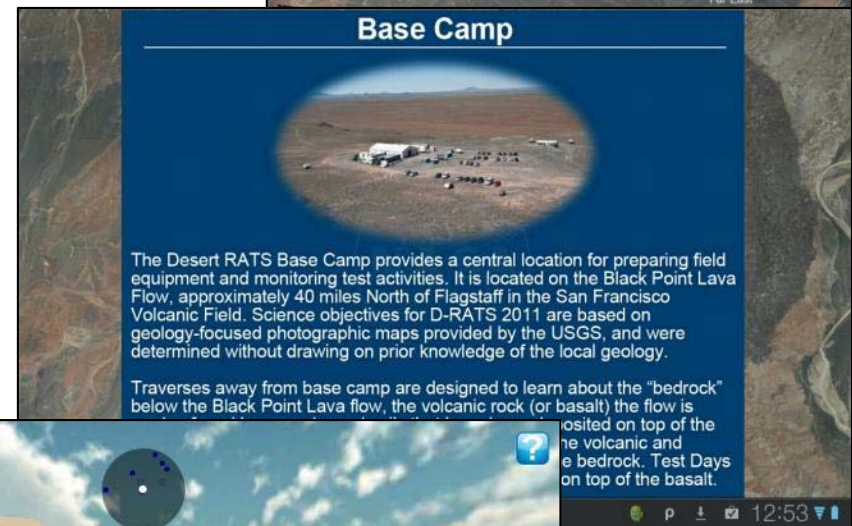 Base Camp
The Desert RATS Base Camp provides a central location for preparing field
equipment and monitoring test activities. It is located on the Black Point Lava
Flow, approximately 40 miles North of Flagstaff in the San Francisco
Volcanic Field. Science objectives for D-RATS 2011 are based on
geology-focused photographic maps provided by the USGS, and were
determined without drawing on prior knowledge of the local geology.
Traverses away from base camp are designed to learn about the “bedrock”
below the Black Point Lava flow, the volcanic rock (or basalt) the flow is
on top of the
volcanic and
bedrock. Test Days
on top of the basalt.
?
12:53